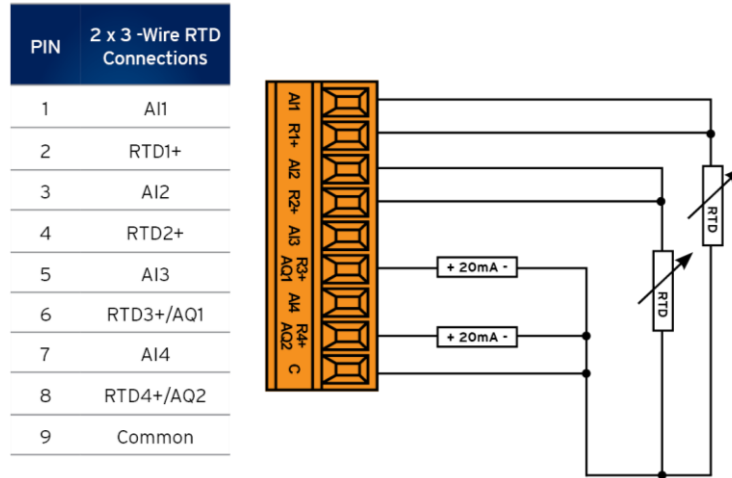 PIN
2 x 3 -Wire RTD
Connections
1
AI1
2
RTD1+
3
AI2
4
RTD2+
5
AI3
6
RTD3+/AQ1
7
AI4
8
RTD4+/AQ2
9
Common
AI1
R1+
AI2
R2+
AI3
R3+
AQ1
AI4
R4+
AQ2
C
+ 20mA -
+ 20mA -
RTD
RTD